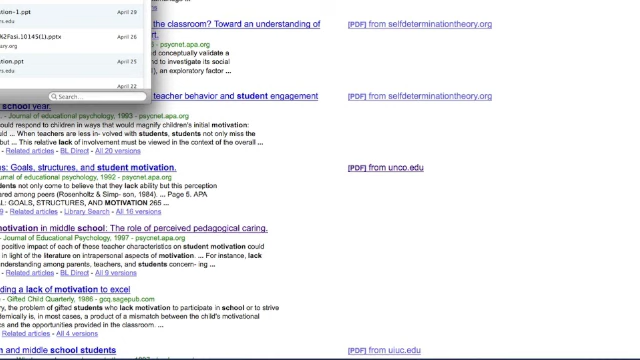 ation-1.ppt April 29
rs.edu
%2Fasi.10145(1).pptx April 26
ary.org
ation.ppt April 25
rs.edu
April 22
Search...
the classroom? Toward an understanding of [PDF] from selfdeterminationtheory.org
t.
6 - psycnet.apa.org
conceptually validate a
nd to investigate its social
), an exploratory factor ...
teacher behavior and student engagement [PDF] from selfdeterminationtheory.org
school year.
- Journal of educational psychology, 1993 - psycnet.apa.org
ould respond to children in ways that would magnify children's initial motivation:
ould ... When teachers are less in- volved with students, students not only miss the
but ... This relative lack of involvement must be viewed in the context of the overall ...
- Related articles - BL Direct - All 20 versions
ms: Goals, structures, and student motivation. [PDF] from unco.edu
rnal of educational psychology, 1992 - psycnet.apa.org
dents not only come to believe that they lack ability but this perception
ared among peers (Rosenholtz & Simp- son, 1984). ... Page 5. APA
L: GOALS, STRUCTURES, AND MOTIVATION 265 ...
9 - Related articles - Library Search - All 16 versions
motivation in middle school: The role of perceived pedagogical caring.
- Journal of Educational Psychology, 1997 - psycnet.apa.org
positive impact of each of these teacher characteristics on student motivation could
in light of the literature on intrapersonal aspects of motivation. ... For instance, lack
understanding among parents, teachers, and students concern- ing ...
- Related articles - BL Direct - All 9 versions
ding a lack of motivation to excel
- Gifted Child Quarterly, 1986 - gcq.sagepub.com
y, the problem of gifted students who lack motivation to participate in school or to strive
demically is, in most cases, a product of a mismatch between the child's motivational
cs and the opportunities provided in the classroom. ...
- Related articles - All 4 versions
n and middle school students [PDF] from uiuc.edu